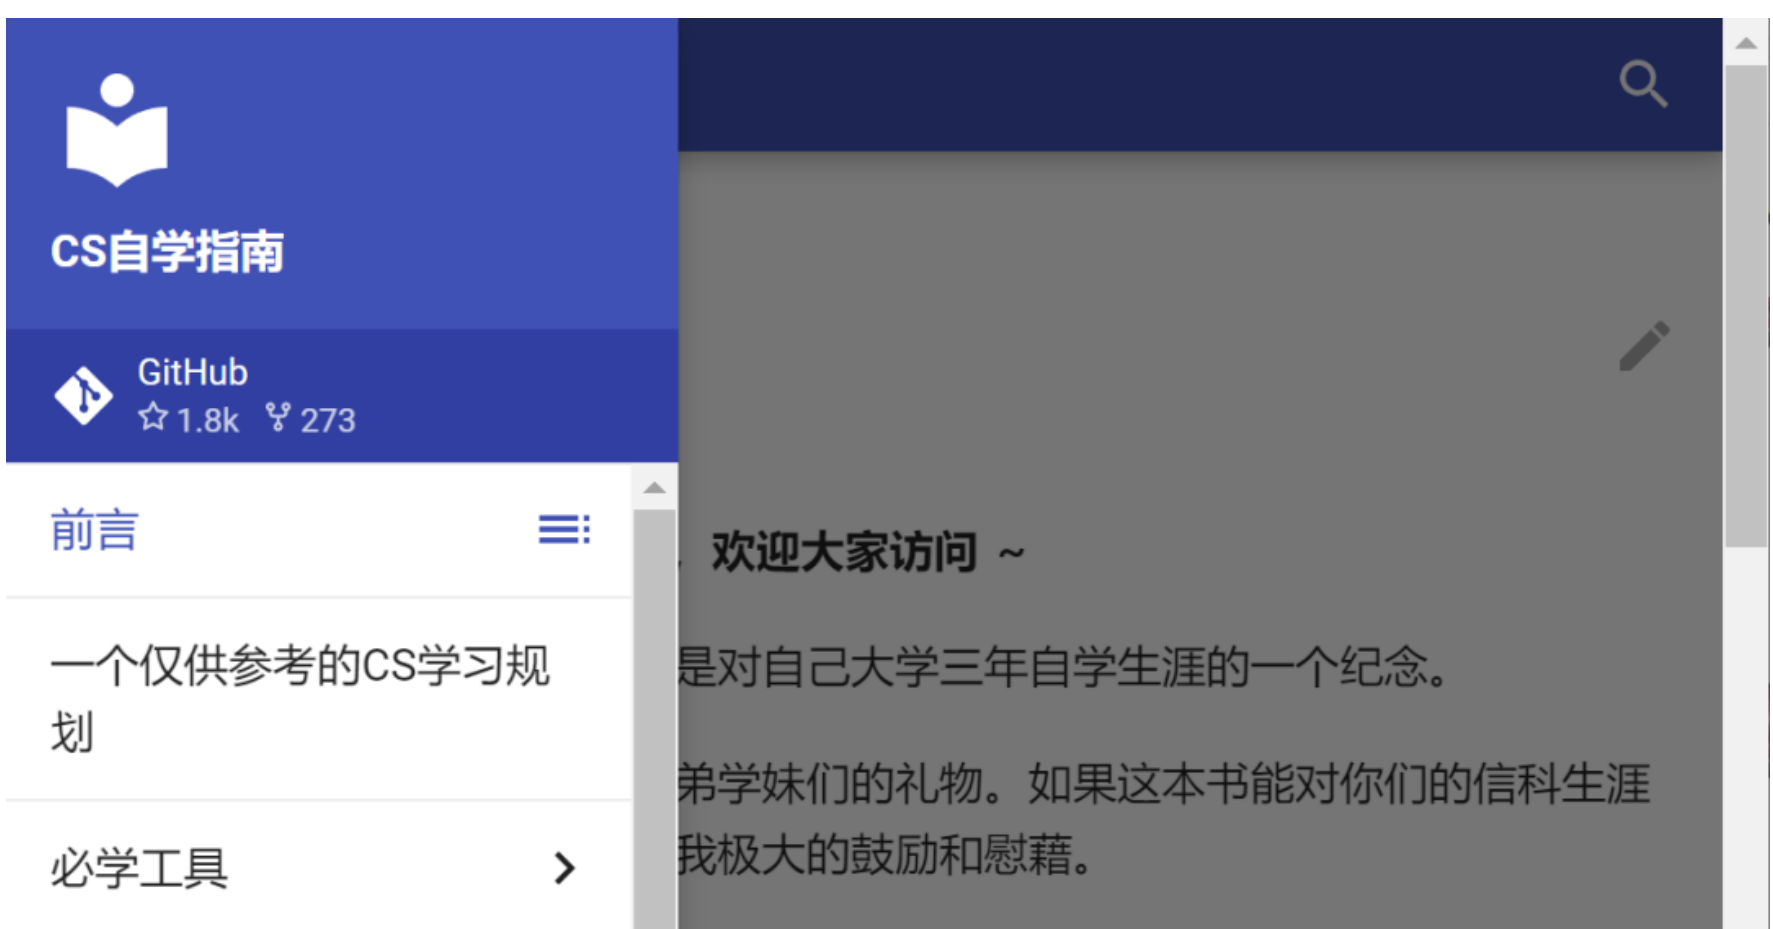 CS自学指南
GitHub
1.8k 273
前言
一个仅供参考的CS学习规
划
必学工具
欢迎大家访问 ~
是对自己大学三年自学生涯的一个纪念。
弟学妹们的礼物。如果这本书能对你们的信科生涯
我极大的鼓励和慰藉。